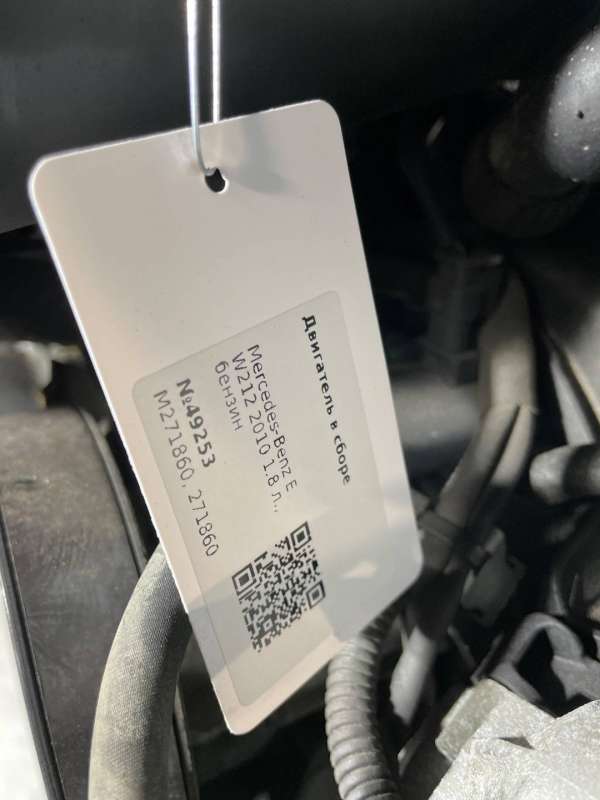 Двигатель в сборе
Mercedes-Benz E
W212 2010 1.8 л.,
бензин
№49253
M271860, 271860